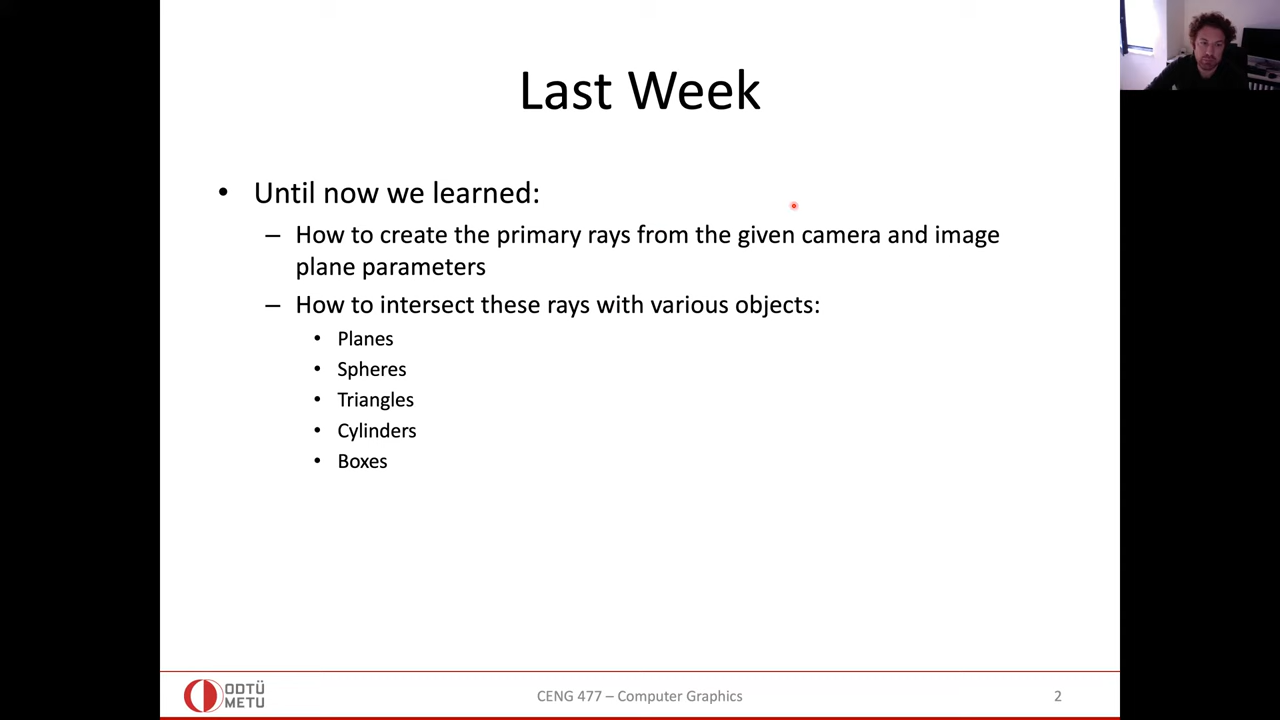 Last Week
• Until now we learned:
– How to create the primary rays from the given camera and image
plane parameters
– How to intersect these rays with various objects:
• Planes
• Spheres
• Triangles
• Cylinders
• Boxes
ODTÜ
METU
CENG 477 – Computer Graphics
2